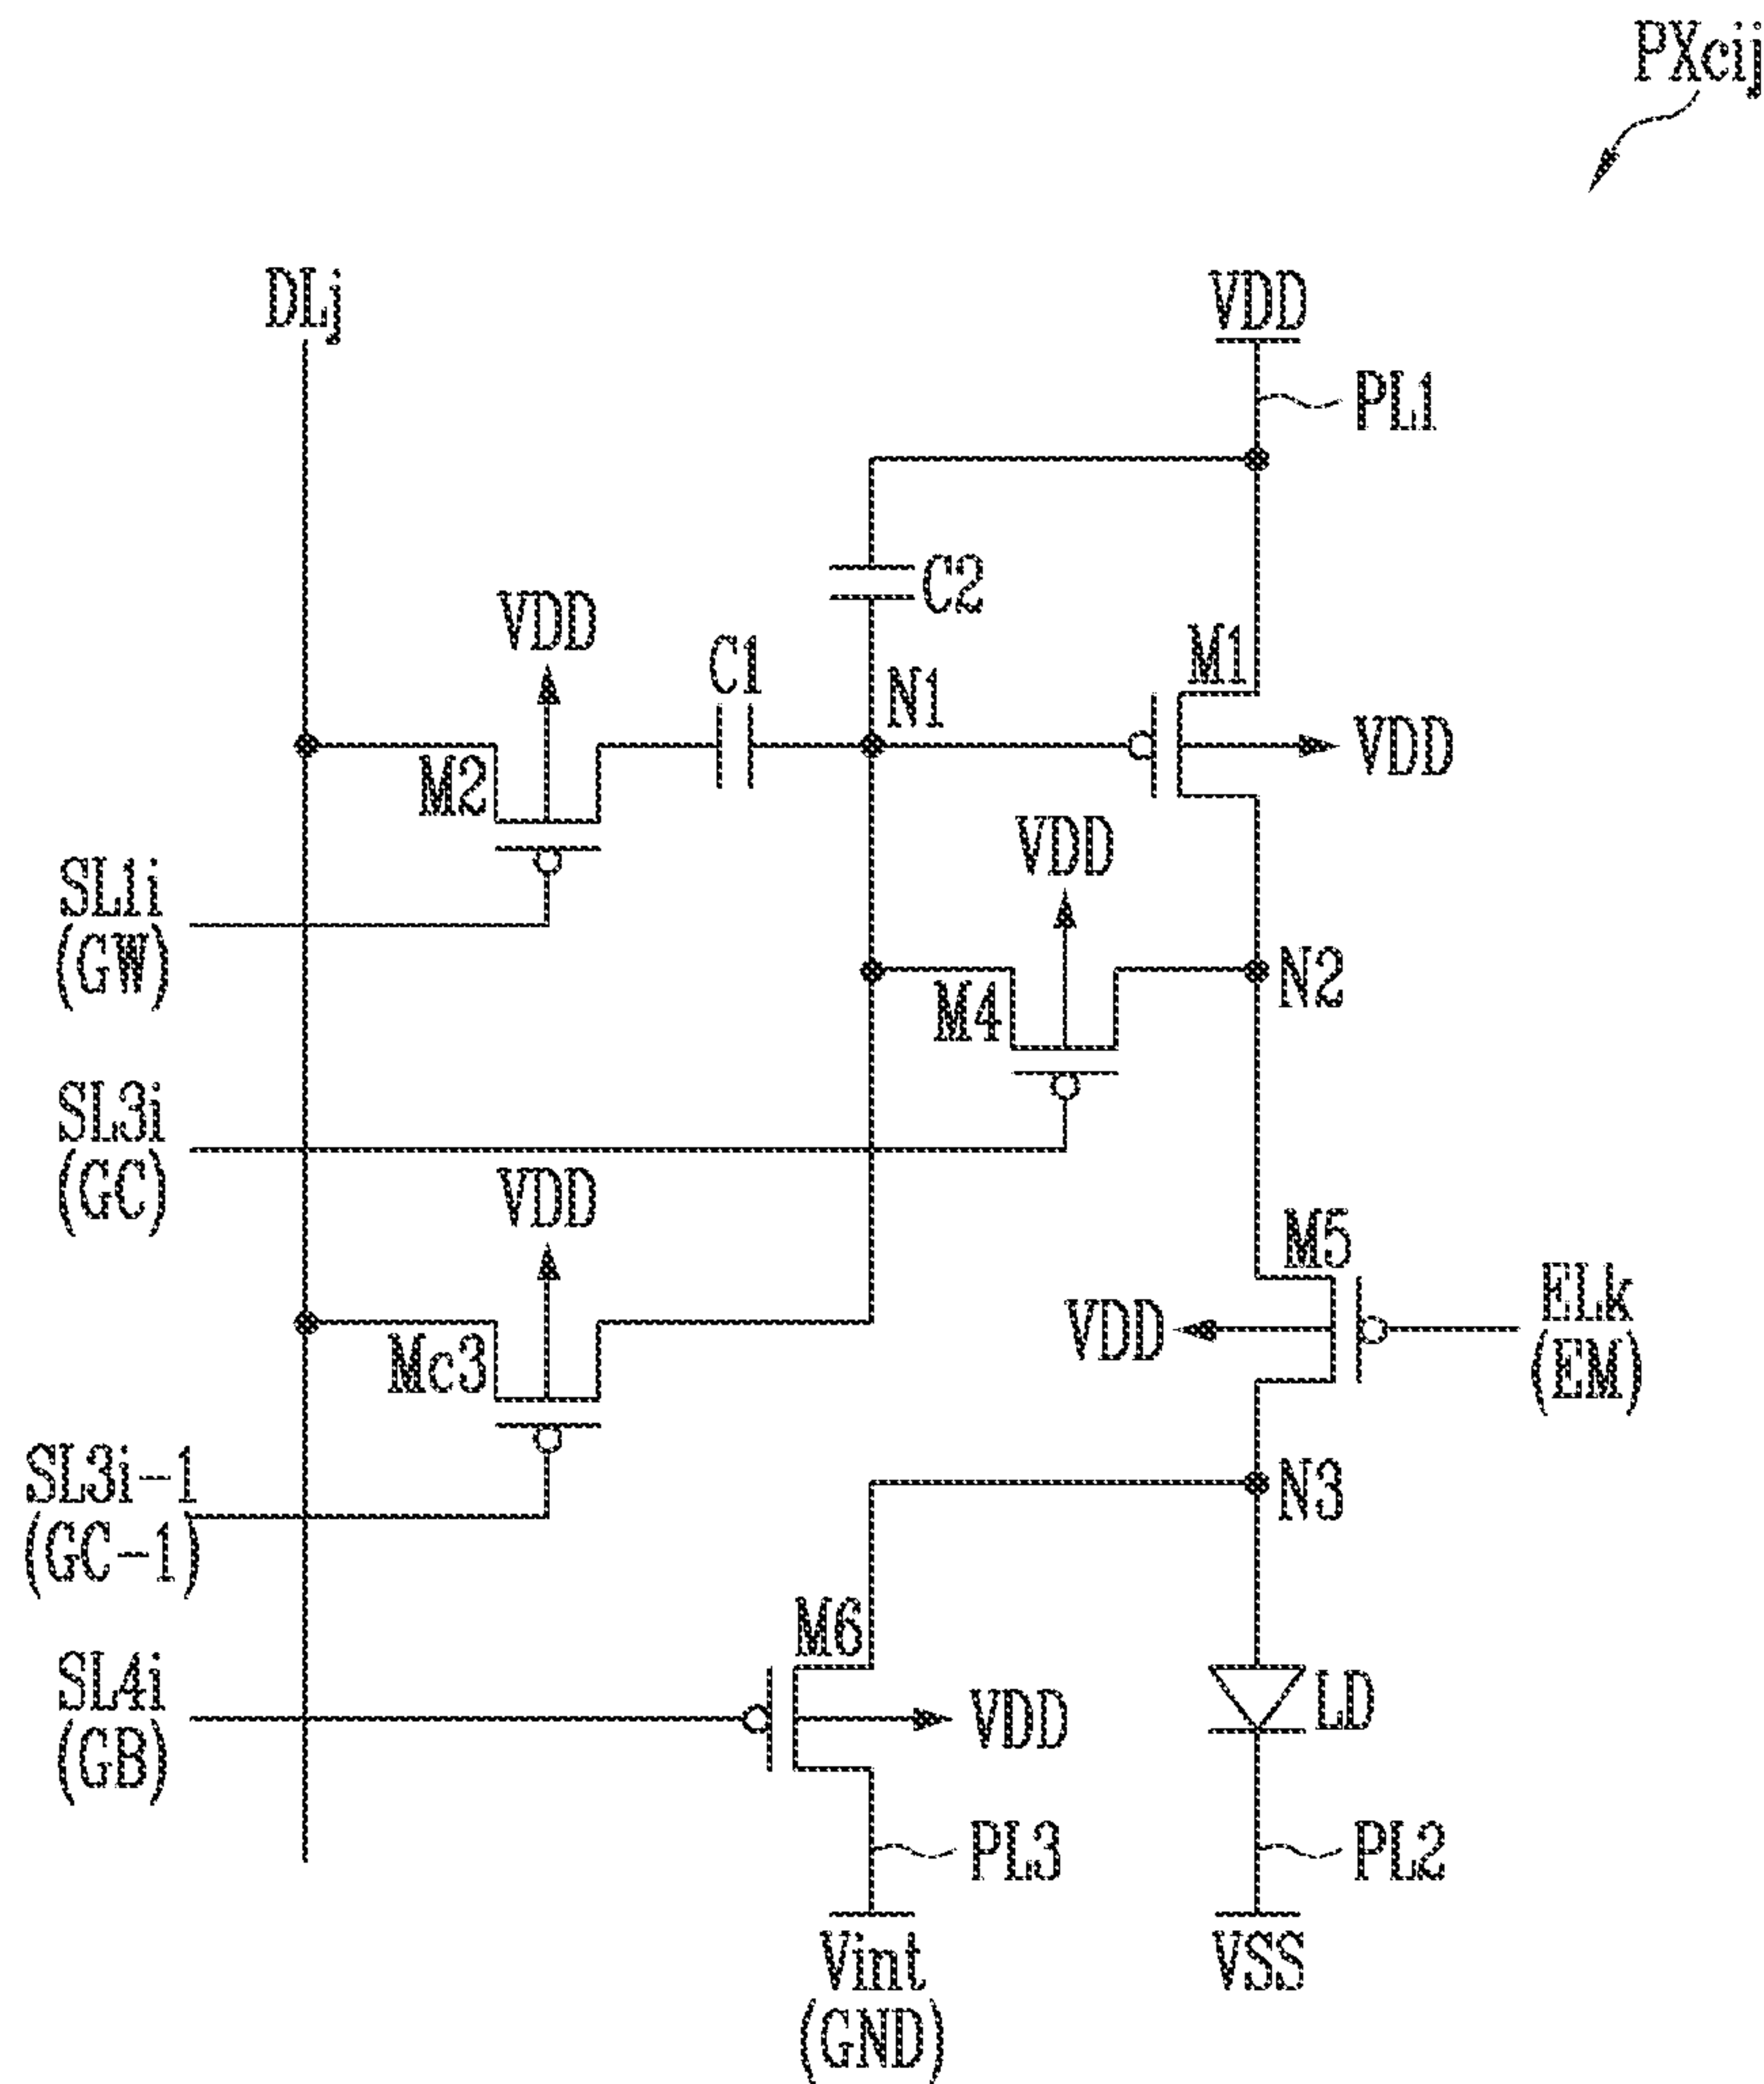 PXcij
DLj
VDD
PL1
C2
VDD
C1
N1
M1
VDD
M2
VDD
SL1i
(GW)
M4
N2
SL3i
(GC)
VDD
M5
VDD
ELk
(EM)
Mc3
SL3i-1
(GC-1)
N3
M6
SL4i
(GB)
VDD
LD
PL3
PL2
Vint
(GND)
VSS